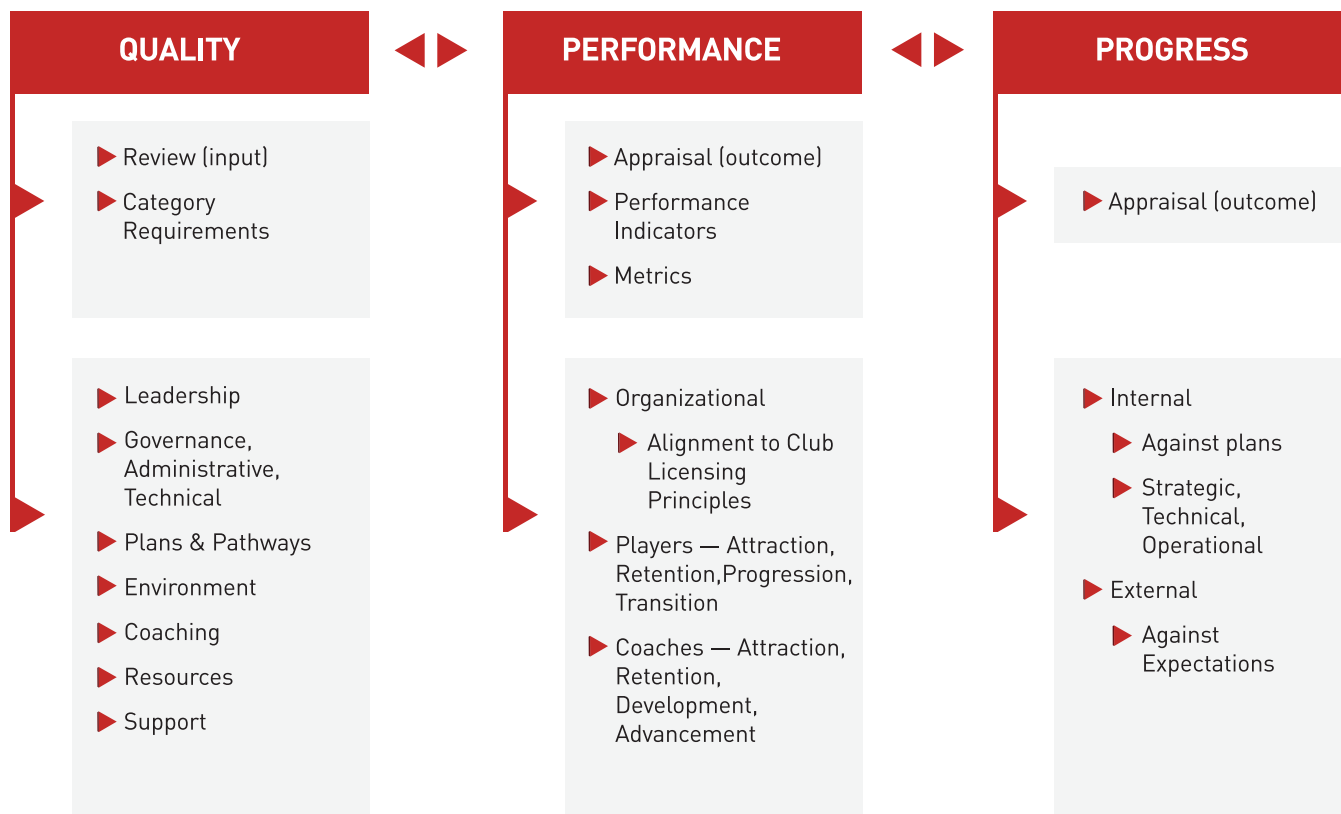 QUALITY
Review (input)
Category
Requirements
Leadership
Governance,
Administrative,
Technical
Plans & Pathways
Environment
Coaching
Resources
Support
PERFORMANCE
Appraisal (outcome)
Performance
Indicators
Metrics
Organizational
Alignment to Club
Licensing
Principles
Players — Attraction,
Retention,Progression,
Transition
Coaches — Attraction,
Retention,
Development,
Advancement
PROGRESS
Appraisal (outcome)
Internal
Against plans
Strategic,
Technical,
Operational
External
Against
Expectations